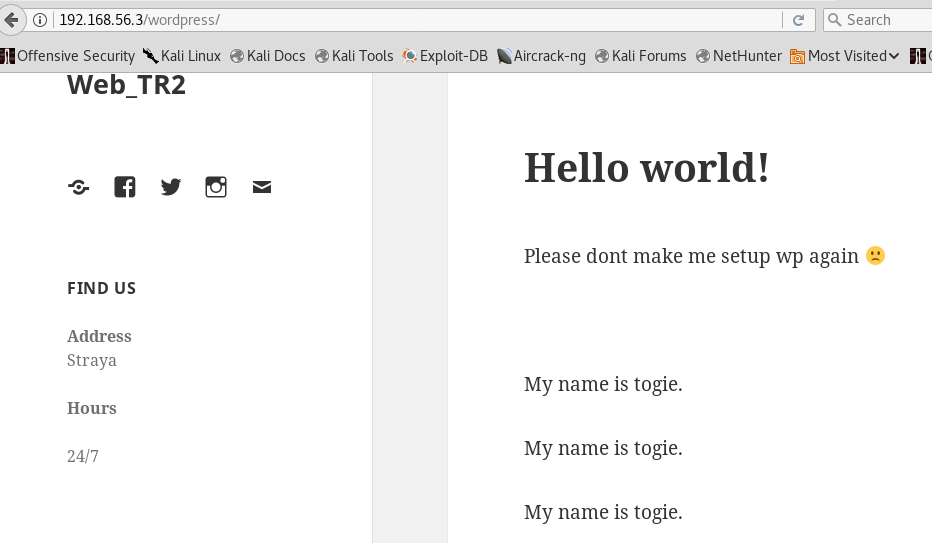 192.168.56.3/wordpress/
Search
Offensive Security Kali Linux Kali Docs Kali Tools Exploit-DB Aircrack-ng Kali Forums NetHunter Most Visited
Web_TR2
FIND US
Address
Straya
Hours
24/7
Hello world!
Please dont make me setup wp again 🙁
My name is togie.
My name is togie.
My name is togie.